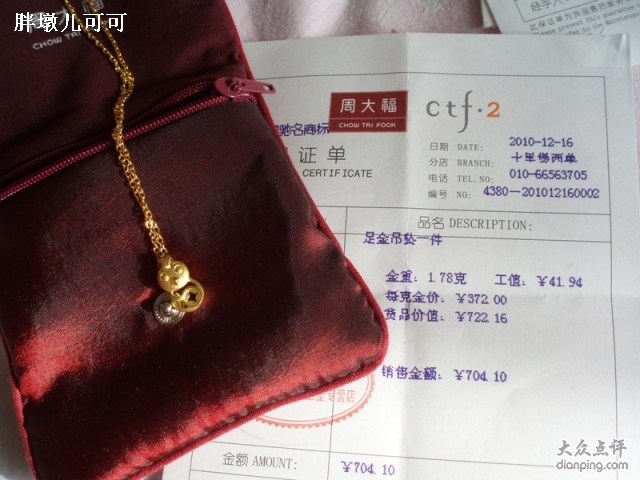 胖墩儿可可
CHOW TAI FOOK
周大福
CHOW TAI FOOK
ctf·2
驰名商标
证单
CERTIFICATE
日期 DATE: 2010-12-16
分店 BRANCH: 十里堡西单
电话 TEL.NO: 010-66563705
编号 NO: 4380—201012160002
品名 DESCRIPTION:
足金吊坠一件
金重: 1.78克 工值: ￥41.94
每克金价: ￥372.00
货品价值: ￥722.16
销售金额: ￥704.10
金额 AMOUNT: ￥704.10
大众点评
dianping.com